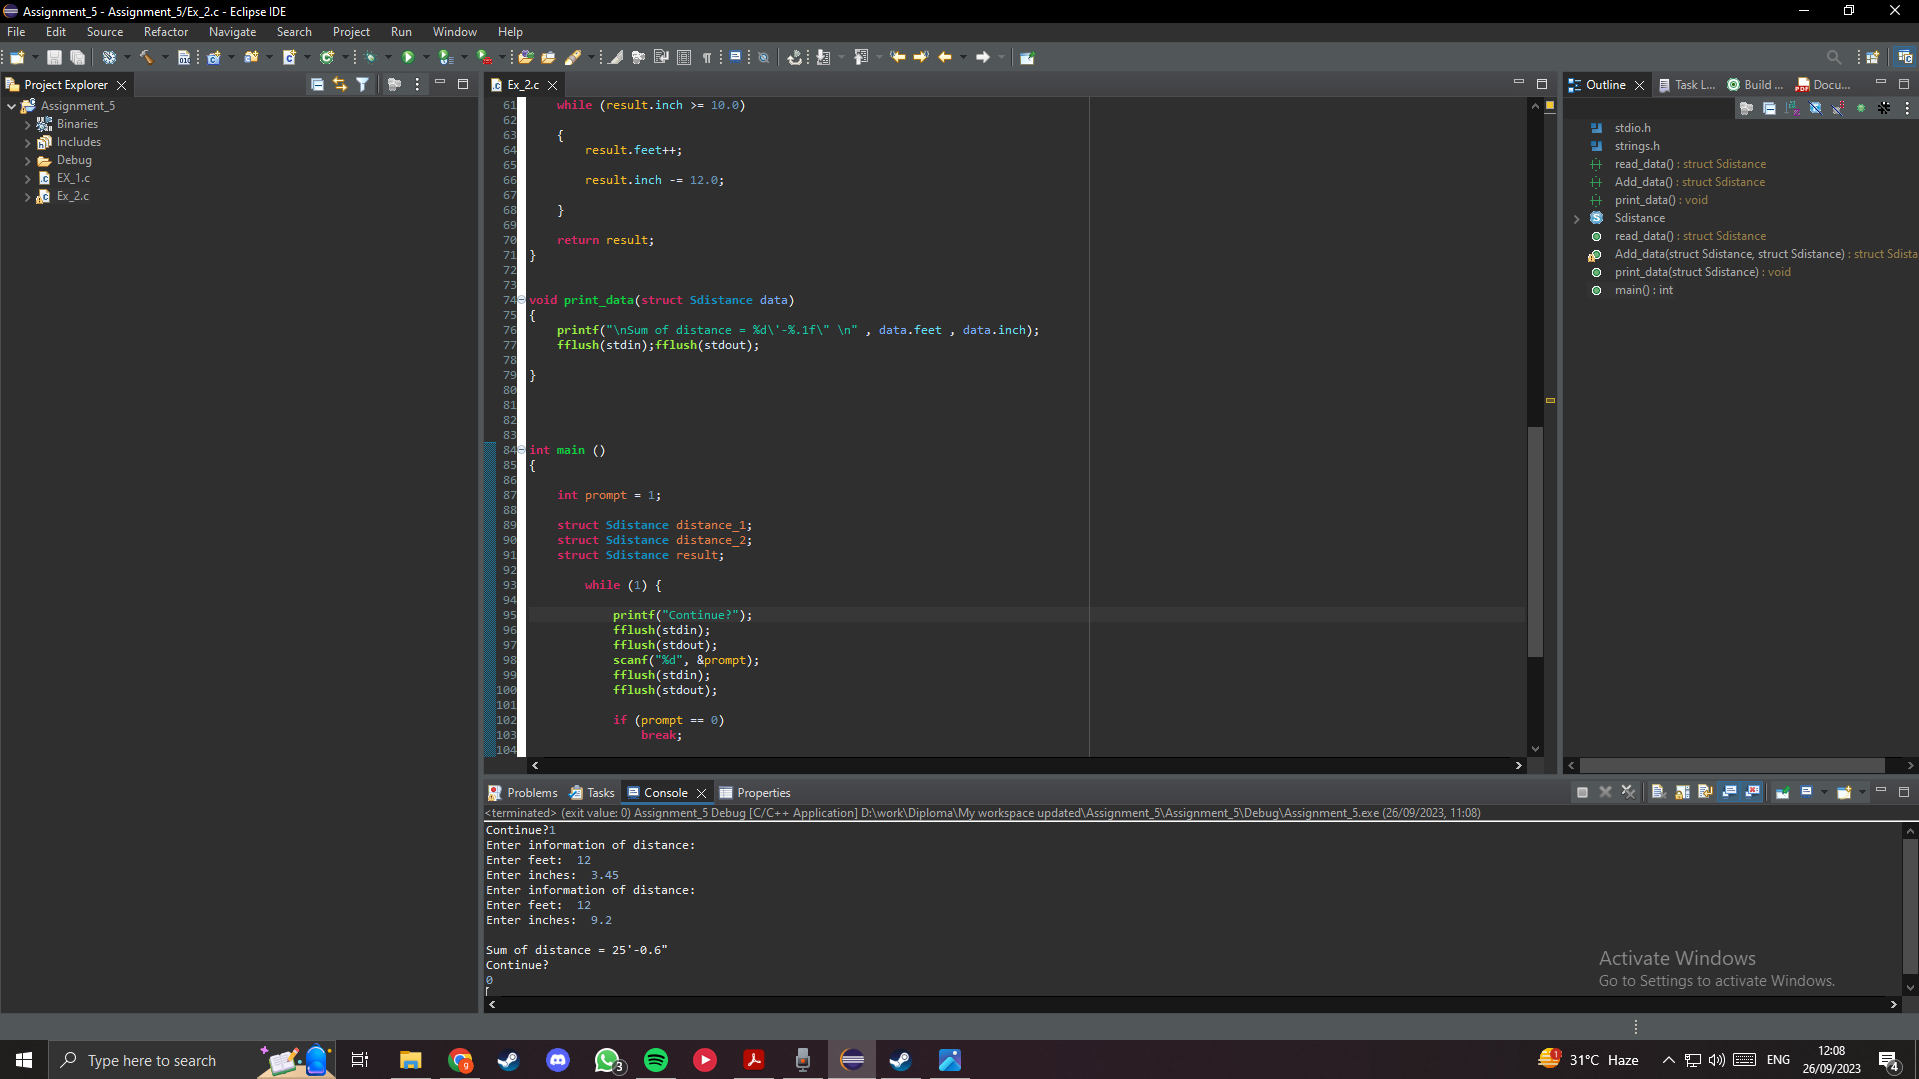 Assignment_5 - Assignment_5/Ex_2.c - Eclipse IDE
File Edit Source Refactor Navigate Search Project Run Window Help
Project Explorer
Assignment_5
Binaries
Includes
Debug
EX_1.c
Ex_2.c
Ex_2.c
61 while (result.inch >= 10.0)
62
63 {
64 result.feet++;
65
66 result.inch -= 12.0;
67
68 }
69
70 return result;
71 }
72
73
74 void print_data(struct Sdistance data)
75 {
76 printf("\nSum of distance = %d\'-%.1f\" \n" , data.feet , data.inch);
77 fflush(stdin);fflush(stdout);
78
79 }
80
81
82
83
84 int main ()
85 {
86
87 int prompt = 1;
88
89 struct Sdistance distance_1;
90 struct Sdistance distance_2;
91 struct Sdistance result;
92
93 while (1) {
94
95 printf("Continue?");
96 fflush(stdin);
97 fflush(stdout);
98 scanf("%d", &prompt);
99 fflush(stdin);
100 fflush(stdout);
101
102 if (prompt == 0)
103 break;
104
Outline Task L... Build ... Docu...
stdio.h
strings.h
read_data() : struct Sdistance
Add_data() : struct Sdistance
print_data() : void
Sdistance
read_data() : struct Sdistance
Add_data(struct Sdistance, struct Sdistance) : struct Sdista
print_data(struct Sdistance) : void
main() : int
Problems Tasks Console Properties
<terminated> (exit value: 0) Assignment_5 Debug [C/C++ Application] D:\work\Diploma\My workspace updated\Assignment_5\Assignment_5\Debug\Assignment_5.exe (26/09/2023, 11:08)
Continue?1
Enter information of distance:
Enter feet: 12
Enter inches: 3.45
Enter information of distance:
Enter feet: 12
Enter inches: 9.2
Sum of distance = 25'-0.6"
Continue?
0
Activate Windows
Go to Settings to activate Windows.
Type here to search
3
1
31°C Haze
ENG
12:08
26/09/2023
4